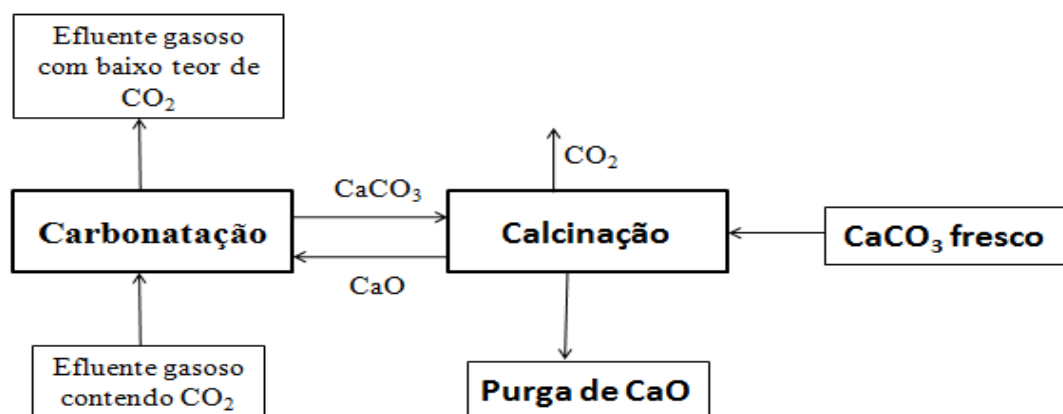 Efluente gasoso
com baixo teor de
CO₂
CO₂
CaCO₃
Carbonatação
Calcinação
CaCO₃ fresco
CaO
Efluente gasoso
contendo CO₂
Purga de CaO